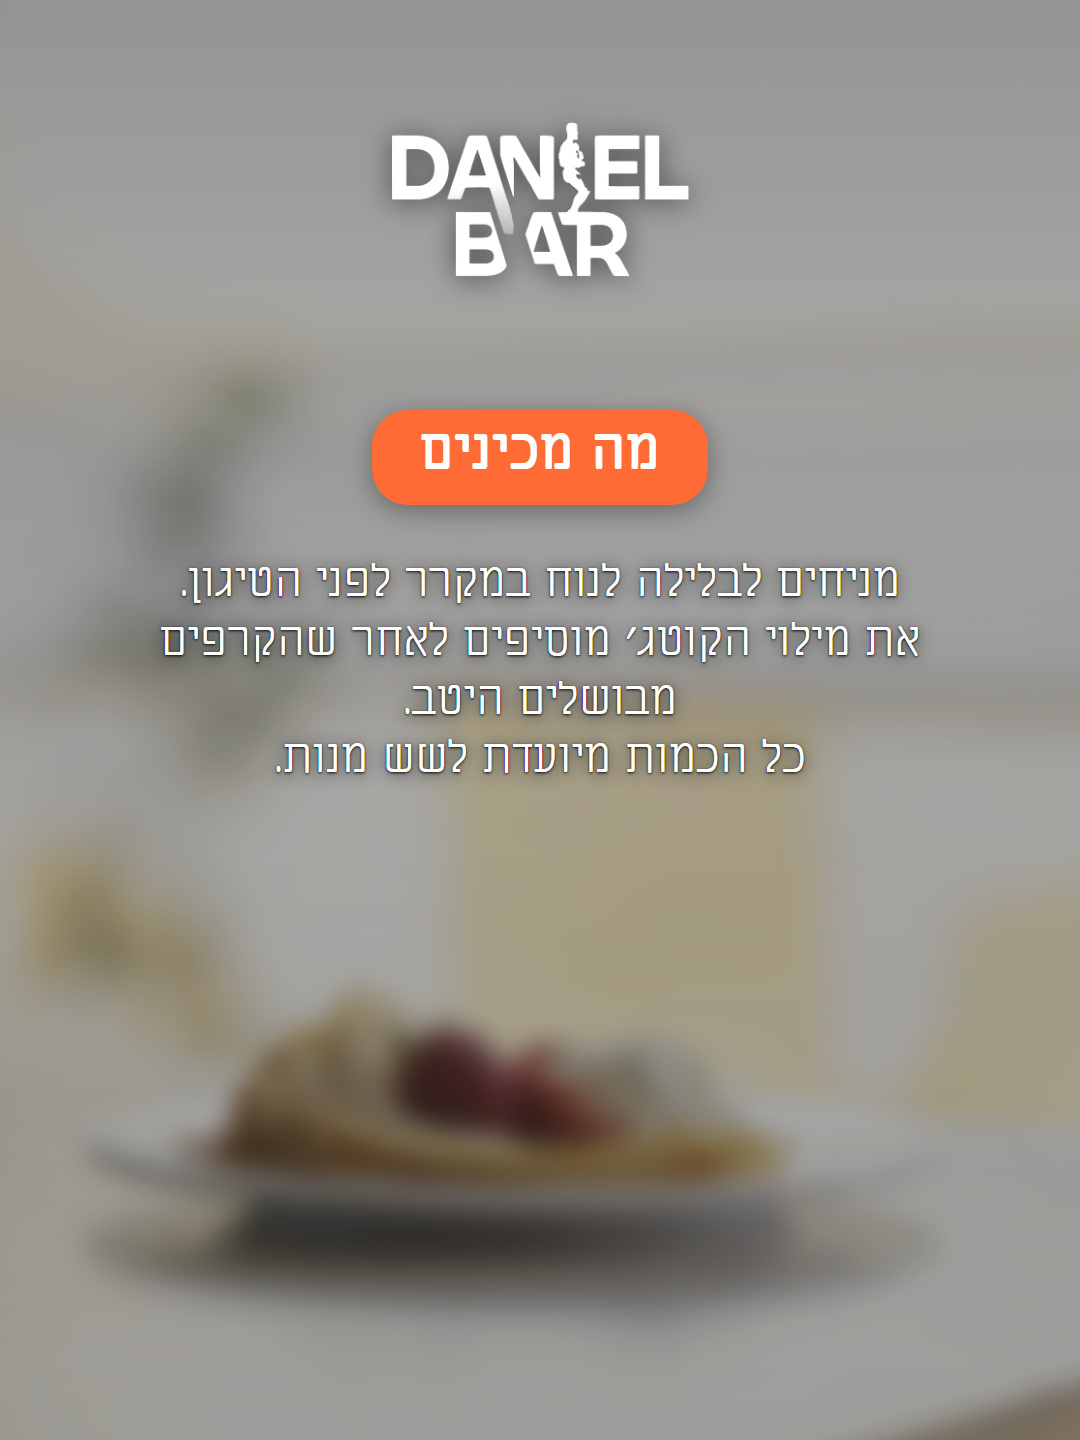 DANIEL
BAR
מה מכינים
מניחים לבלילה לנוח במקרר לפני הטיגון.
את מילוי הקוטג׳ מוסיפים לאחר שהקרפים
מבושלים היטב.
כל הכמות מיועדת לשש מנות.